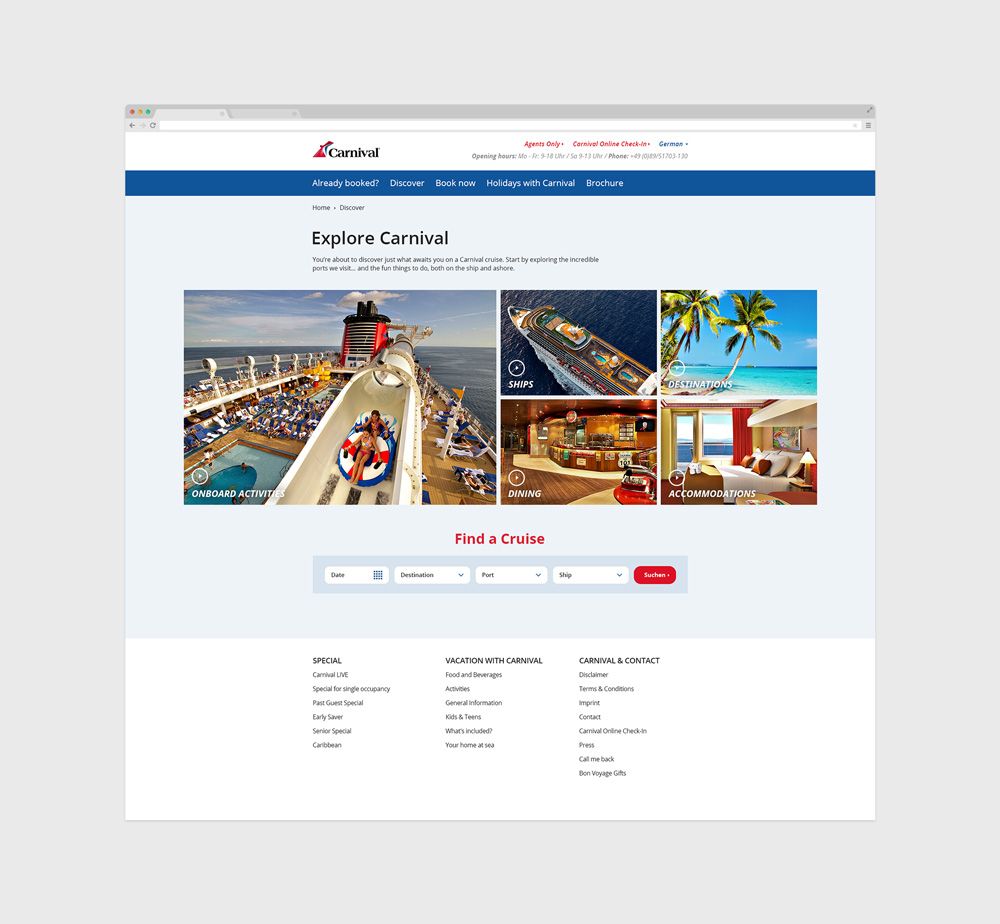 Agents Only Carnival Online Check-In German
Carnival
Opening hours: Mo - Fr: 9-18 Uhr / Sa 9-13 Uhr / Phone: +49 (0)89/51703-130
Already booked? Discover Book now Holidays with Carnival Brochure
Home › Discover
Explore Carnival
You're about to discover just what awaits you on a Carnival cruise. Start by exploring the incredible
ports we visit... and the fun things to do, both on the ship and ashore.
ONBOARD ACTIVITIES
SHIPS
DESTINATIONS
DINING
ACCOMMODATIONS
Find a Cruise
Date Destination Port Ship Suchen ›
SPECIAL
Carnival LIVE
Special for single occupancy
Past Guest Special
Early Saver
Senior Special
Caribbean
VACATION WITH CARNIVAL
Food and Beverages
Activities
General Information
Kids & Teens
What's included?
Your home at sea
CARNIVAL & CONTACT
Disclaimer
Terms & Conditions
Imprint
Contact
Carnival Online Check-In
Press
Call me back
Bon Voyage Gifts